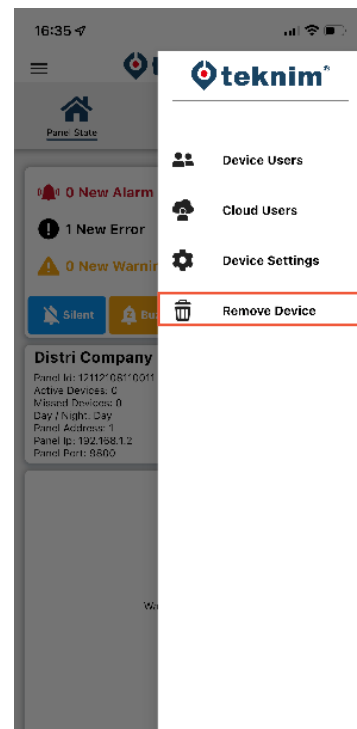 16:35
teknim
Panel State
Device Users
Cloud Users
Device Settings
Remove Device
0 New Alarm
1 New Error
0 New
Silent
Distri Company
Panel Id: 12112108110011
Active Devices: 0
Missed Devices: 0
Day / Night: Day
Panel Address: 1
Panel Ip: 192.168.1.2
Panel Port: 9800